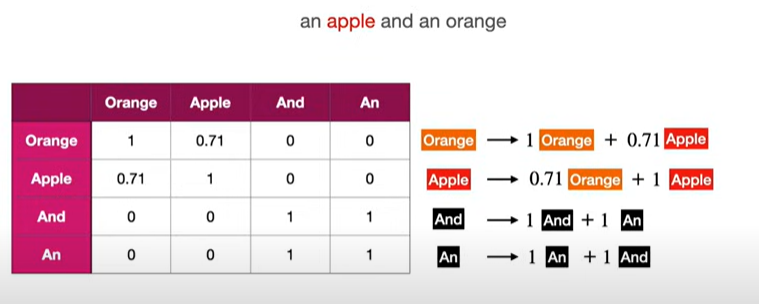 an apple and an orange
Orange Apple And An
Orange 1 0.71 0 0 Orange → 1 Orange + 0.71 Apple
Apple 0.71 1 0 0 Apple → 0.71 Orange + 1 Apple
And 0 0 1 1 And → 1 And + 1 An
An 0 0 1 1 An → 1 An + 1 And